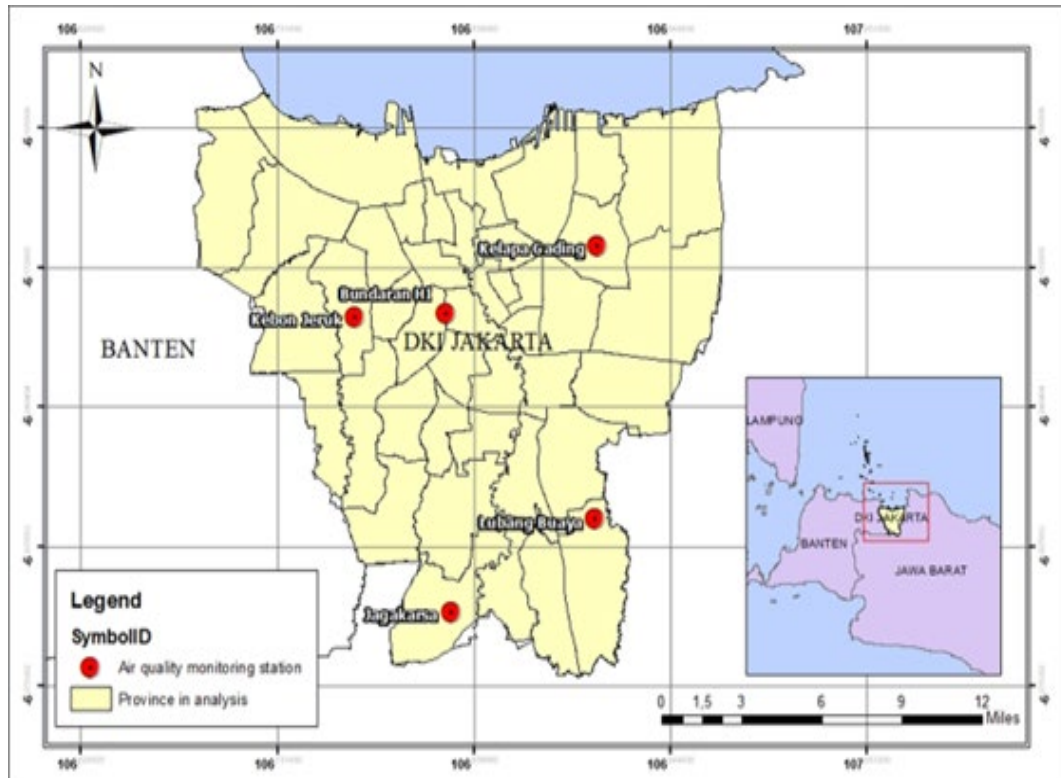 106
106
106
106
107
N
Kelapa Gading
Bundaran HI
Kebon Jeruk
DKI JAKARTA
BANTEN
Lubang Buaya
Jagakarsa
LAMPUNG
DKI JAKARTA
BANTEN
JAWA BARAT
Legend
SymbolID
Air quality monitoring station
Province in analysis
0 1,5 3 6 9 12
Miles
106
106
106
106
107